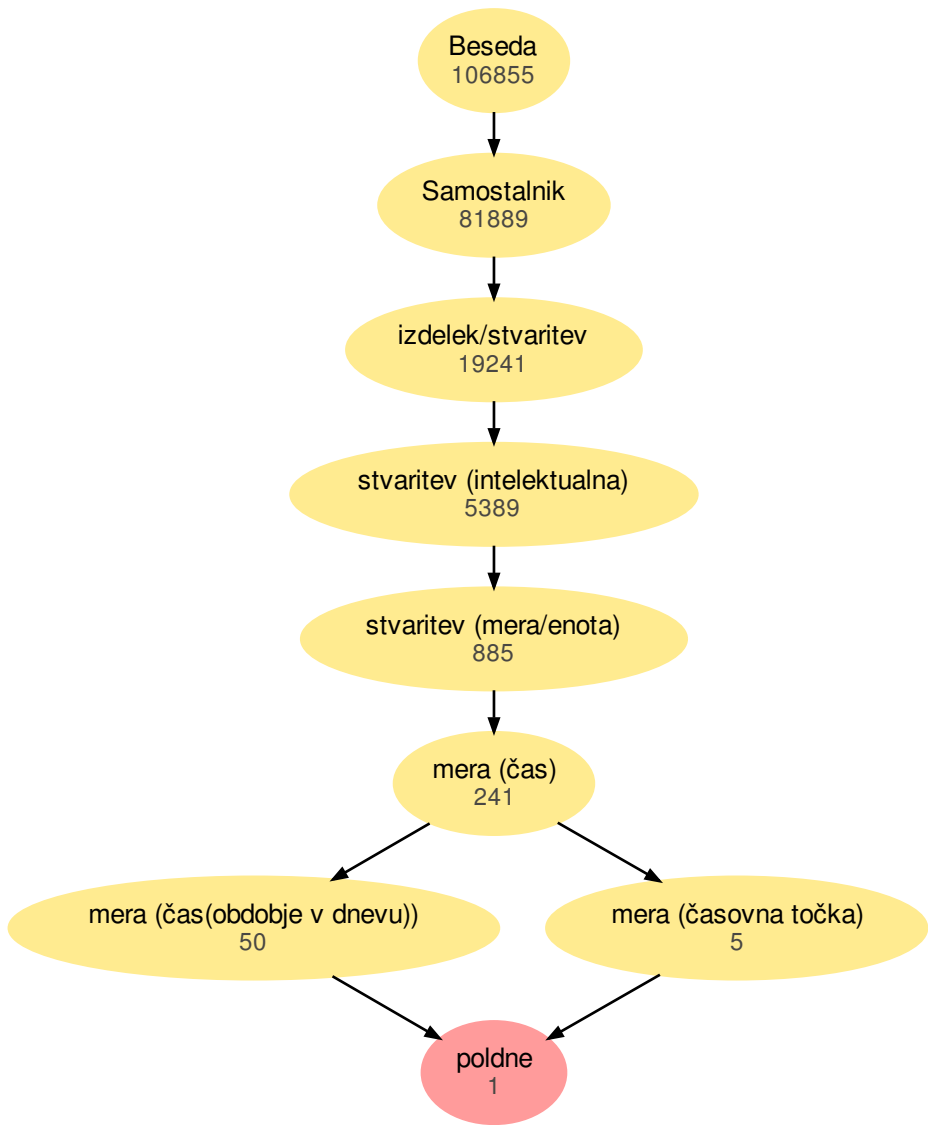 Beseda
106855
Samostalnik
81889
izdelek/stvaritev
19241
stvaritev (intelektualna)
5389
stvaritev (mera/enota)
885
mera (čas)
241
mera (čas(obdobje v dnevu))
50
mera (časovna točka)
5
poldne
1